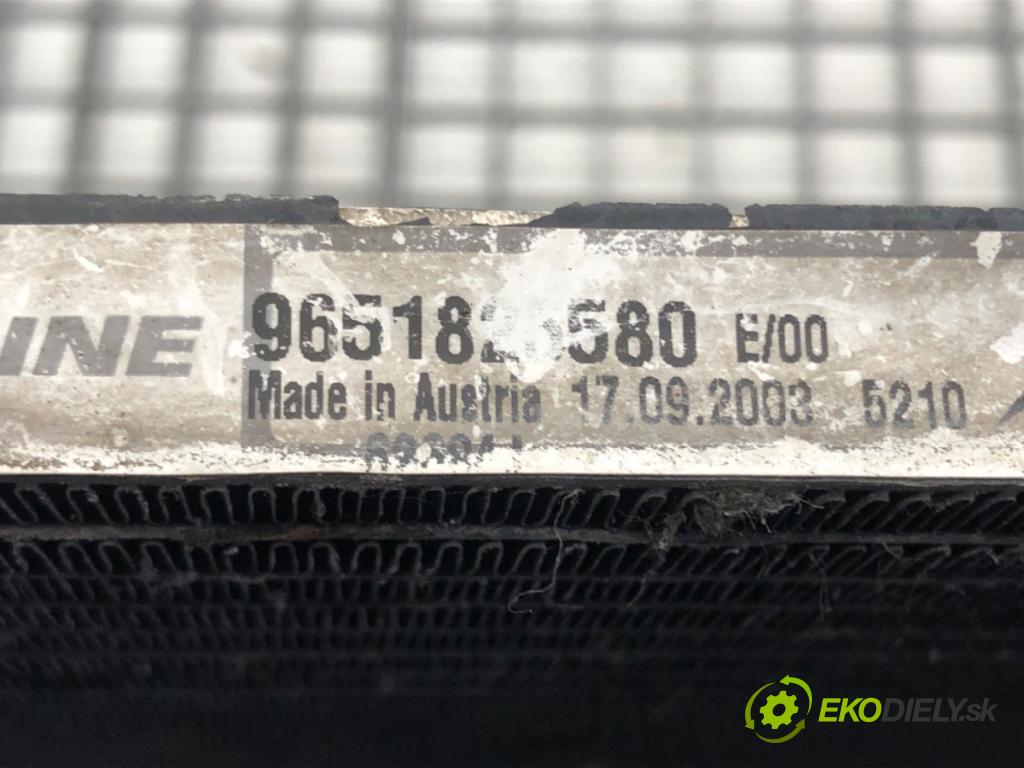 INE
E/00
Made in Austria 17.09.2003 5210
EKODIELY.sk